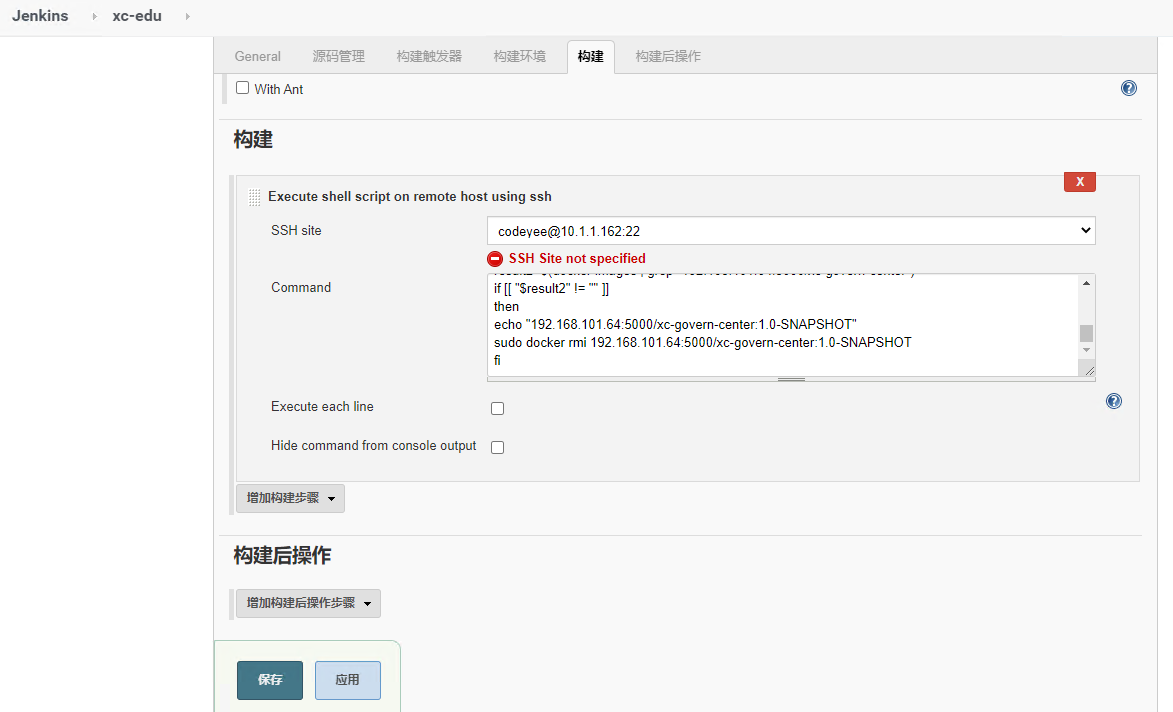 Jenkins xc-edu
General 源码管理 构建触发器 构建环境 构建 构建后操作
With Ant
构建
X
Execute shell script on remote host using ssh
SSH site codeyee@10.1.1.162:22
SSH Site not specified
Command
if [[ "$result2" != "" ]]
then
echo "192.168.101.64:5000/xc-govern-center:1.0-SNAPSHOT"
sudo docker rmi 192.168.101.64:5000/xc-govern-center:1.0-SNAPSHOT
fi
Execute each line
Hide command from console output
增加构建步骤
构建后操作
增加构建后操作步骤
保存 应用